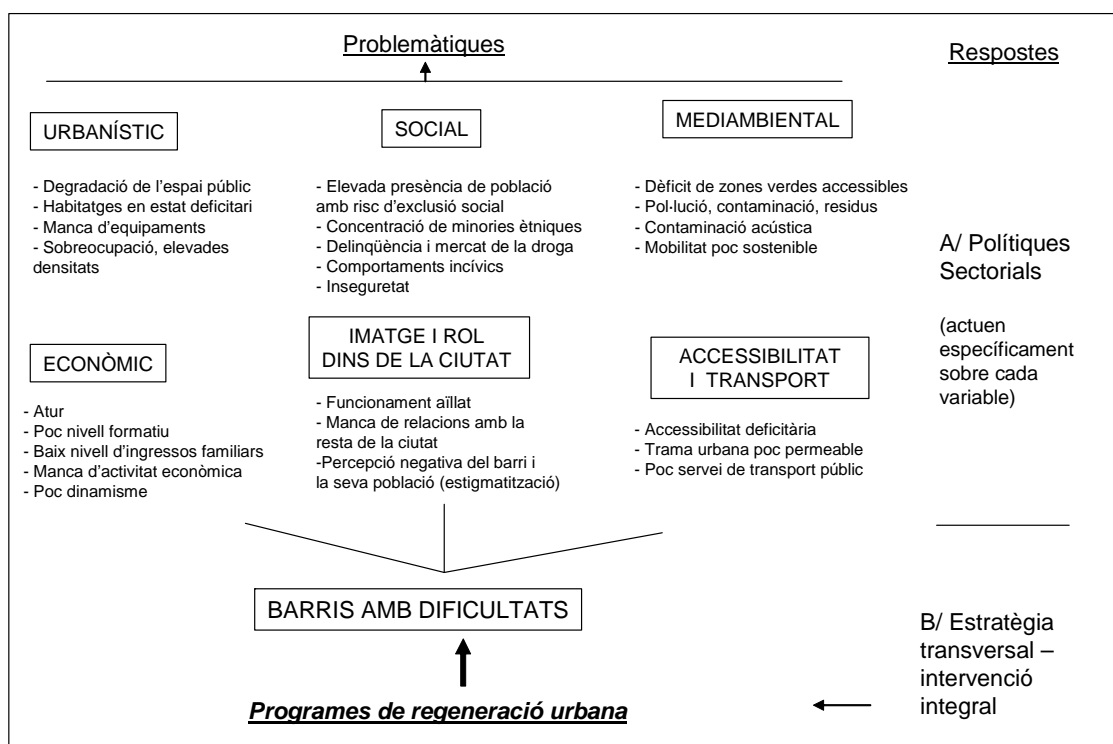 Problemàtiques
Respostes
URBANÍSTIC
- Degradació de l'espai públic
- Habitatges en estat deficitari
- Manca d'equipaments
- Sobreocupació, elevades
densitats
SOCIAL
- Elevada presència de població
amb risc d'exclusió social
- Concentració de minories ètniques
- Delinqüència i mercat de la droga
- Comportaments incívics
- Inseguretat
MEDIAMBIENTAL
- Dèficit de zones verdes accessibles
- Pol·lució, contaminació, residus
- Contaminació acústica
- Mobilitat poc sostenible
A/ Polítiques
Sectorials
(actuen
específicament
sobre cada
variable)
ECONÒMIC
- Atur
- Poc nivell formatiu
- Baix nivell d'ingressos familiars
- Manca d'activitat econòmica
- Poc dinamisme
IMATGE I ROL
DINS DE LA CIUTAT
- Funcionament aïllat
- Manca de relacions amb la
resta de la ciutat
-Percepció negativa del barri i
la seva població (estigmatització)
ACCESSIBILITAT
I TRANSPORT
- Accessibilitat deficitària
- Trama urbana poc permeable
- Poc servei de transport públic
BARRIS AMB DIFICULTATS
Programes de regeneració urbana
B/ Estratègia
transversal –
intervenció
integral